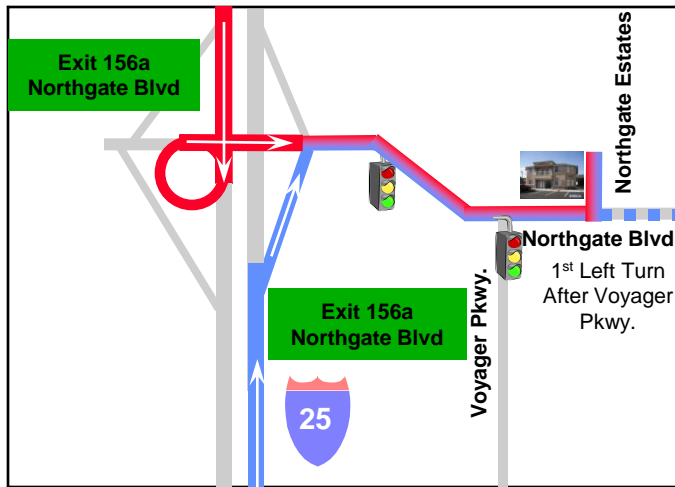 Exit 156a
Northgate Blvd
Northgate Estates
Northgate Blvd
1st Left Turn
After Voyager
Pkwy.
Exit 156a
Northgate Blvd
Voyager Pkwy.
25